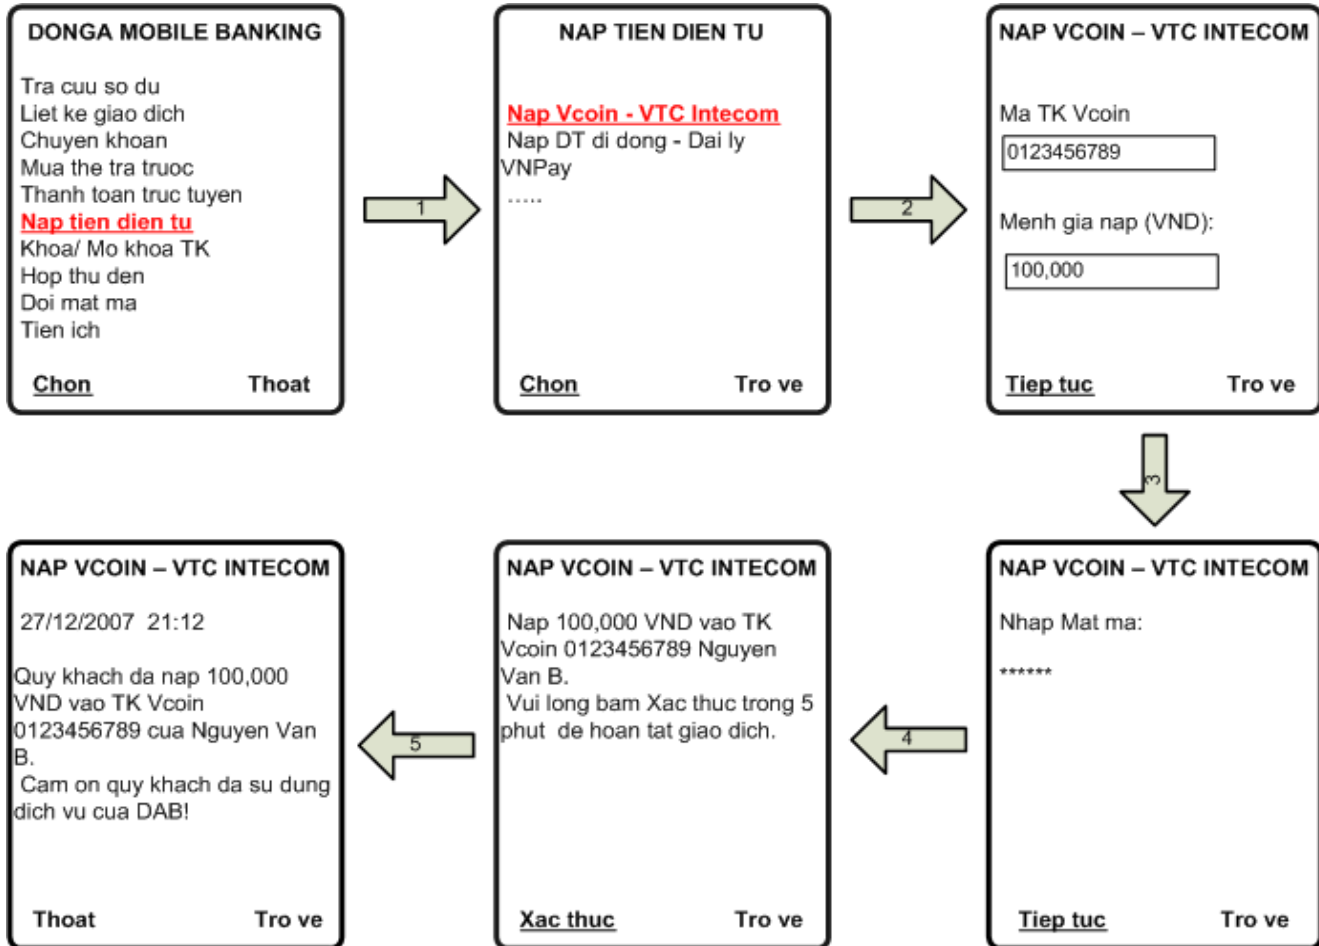 DONGA MOBILE BANKING
Tra cuu so du
Liet ke giao dich
Chuyen khoan
Mua the tra truoc
Thanh toan truc tuyen
Nap tien dien tu
Khoa/ Mo khoa TK
Hop thu den
Doi mat ma
Tien ich
Chon Thoat
1
NAP TIEN DIEN TU
Nap Vcoin - VTC Intecom
Nap DT di dong - Dai ly
VNPay
.....
Chon Tro ve
2
NAP VCOIN – VTC INTECOM
Ma TK Vcoin
0123456789
Menh gia nap (VND):
100,000
Tiep tuc Tro ve
3
NAP VCOIN – VTC INTECOM
Nhap Mat ma:
******
Tiep tuc Tro ve
4
NAP VCOIN – VTC INTECOM
Nap 100,000 VND vao TK
Vcoin 0123456789 Nguyen
Van B.
Vui long bam Xac thuc trong 5
phut de hoan tat giao dich.
Xac thuc Tro ve
5
NAP VCOIN – VTC INTECOM
27/12/2007 21:12
Quy khach da nap 100,000
VND vao TK Vcoin
0123456789 cua Nguyen Van
B.
Cam on quy khach da su dung
dich vu cua DAB!
Thoat Tro ve